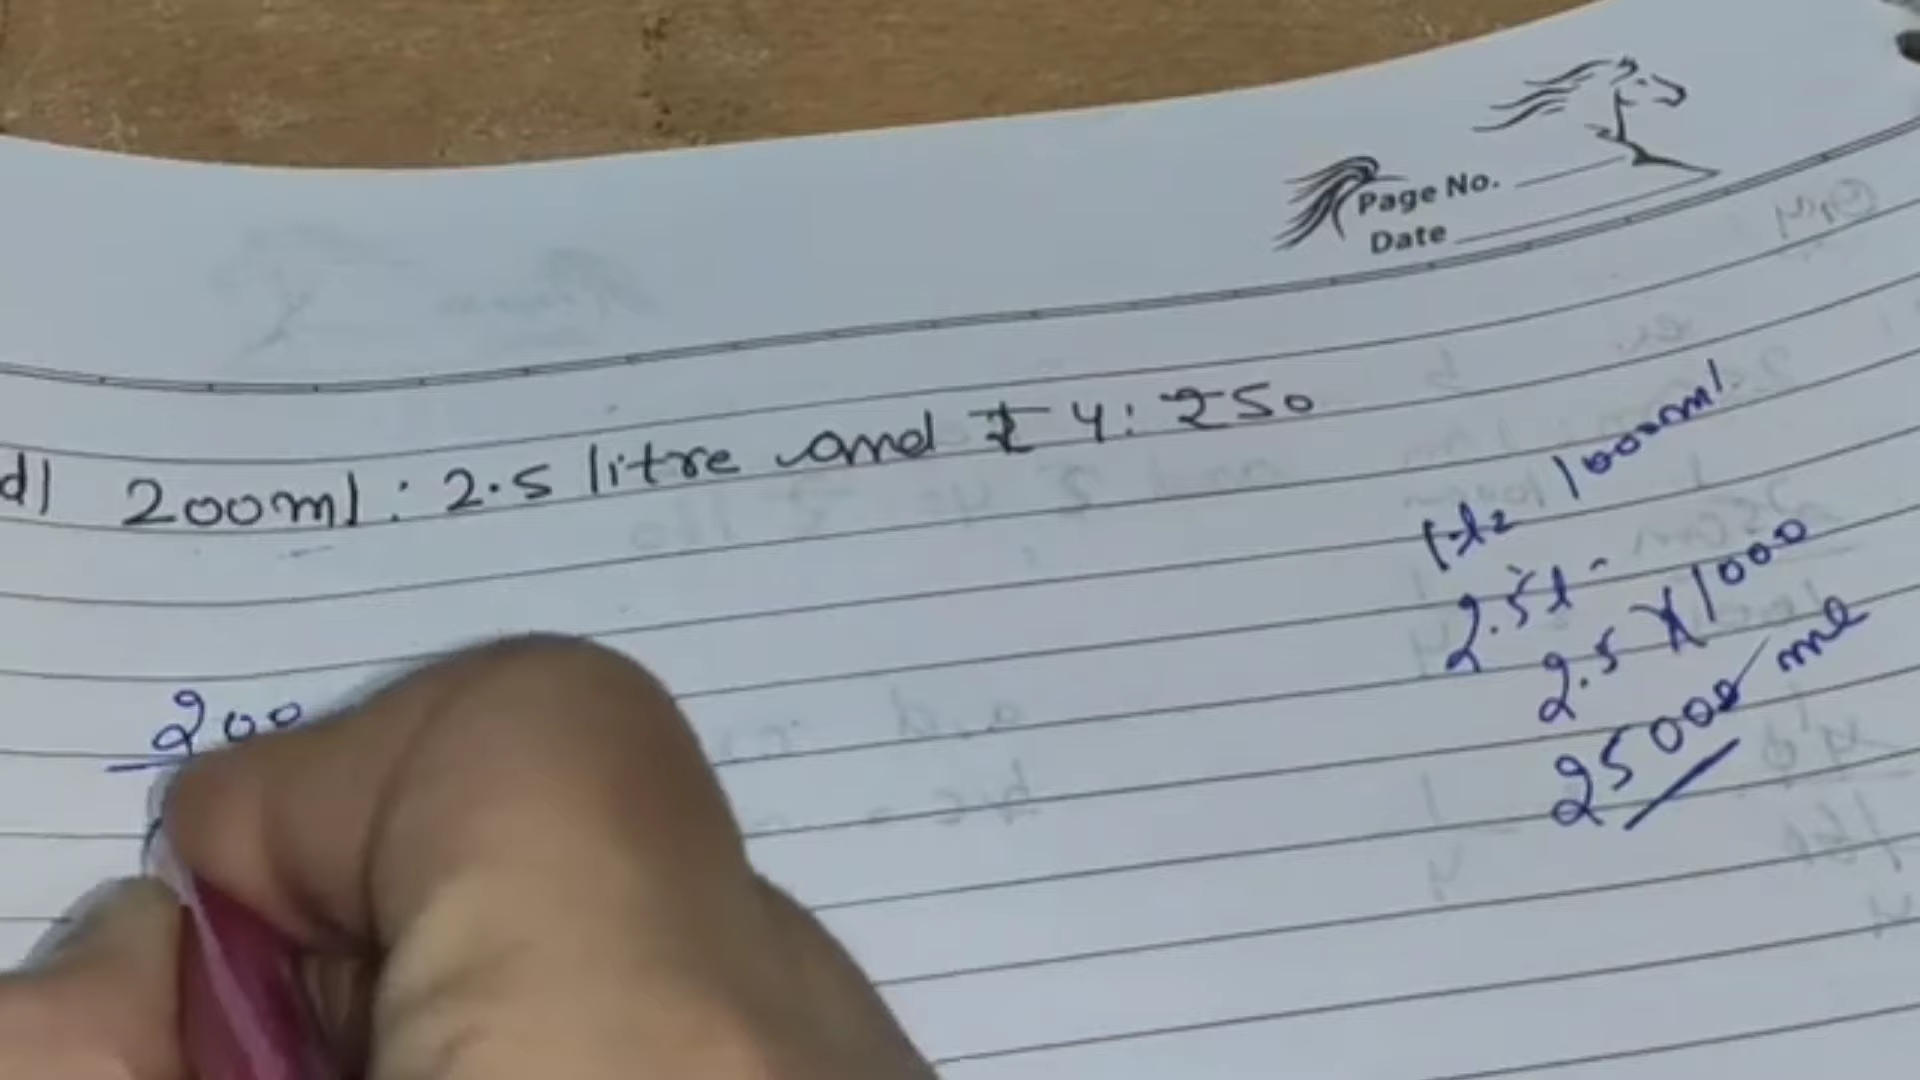 Page No.
Date
d) 200ml : 2.5 litre and ₹ 4 : ₹ 50
1l = 1000ml.
2.5l -
2.5 X 1000
25000 ml
200